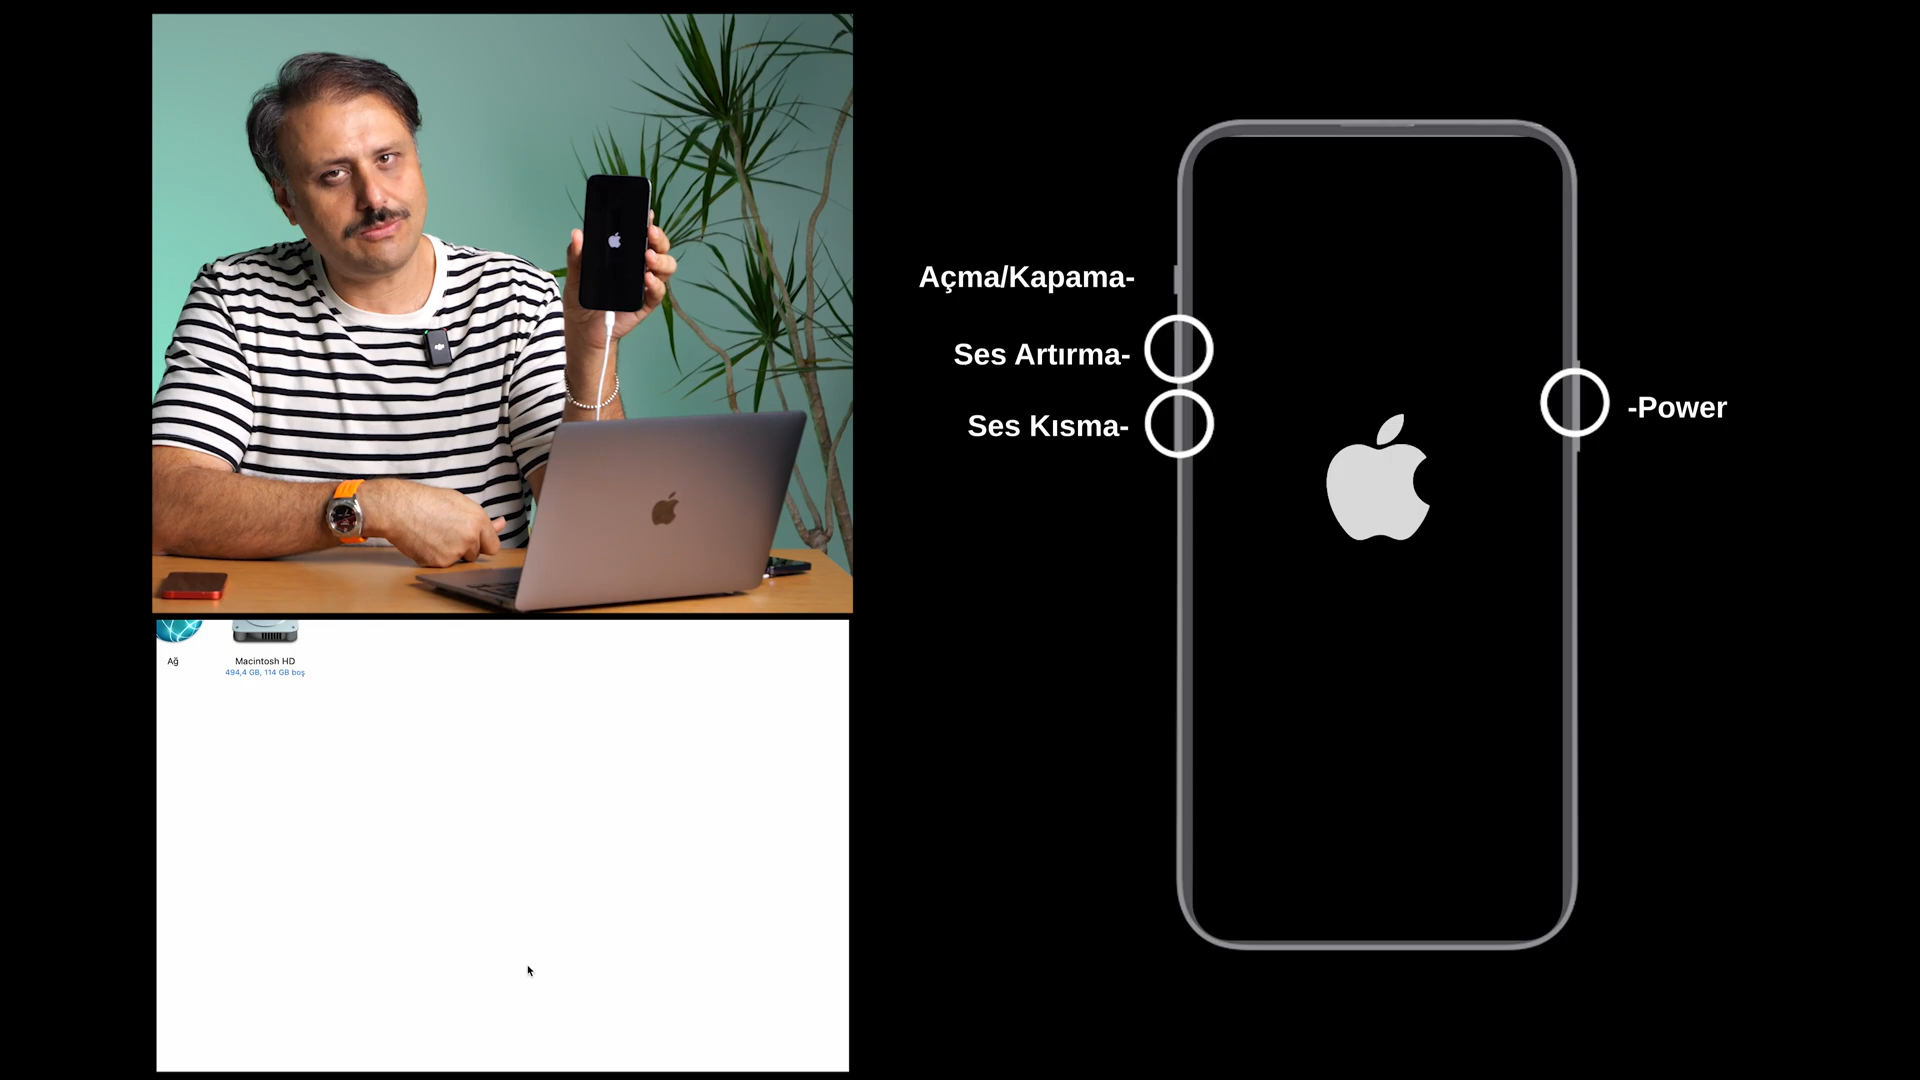 Açma/Kapama-
Ses Artırma-
Ses Kısma-
-Power
Ağ
Macintosh HD
494,4 GB, 114 GB boş